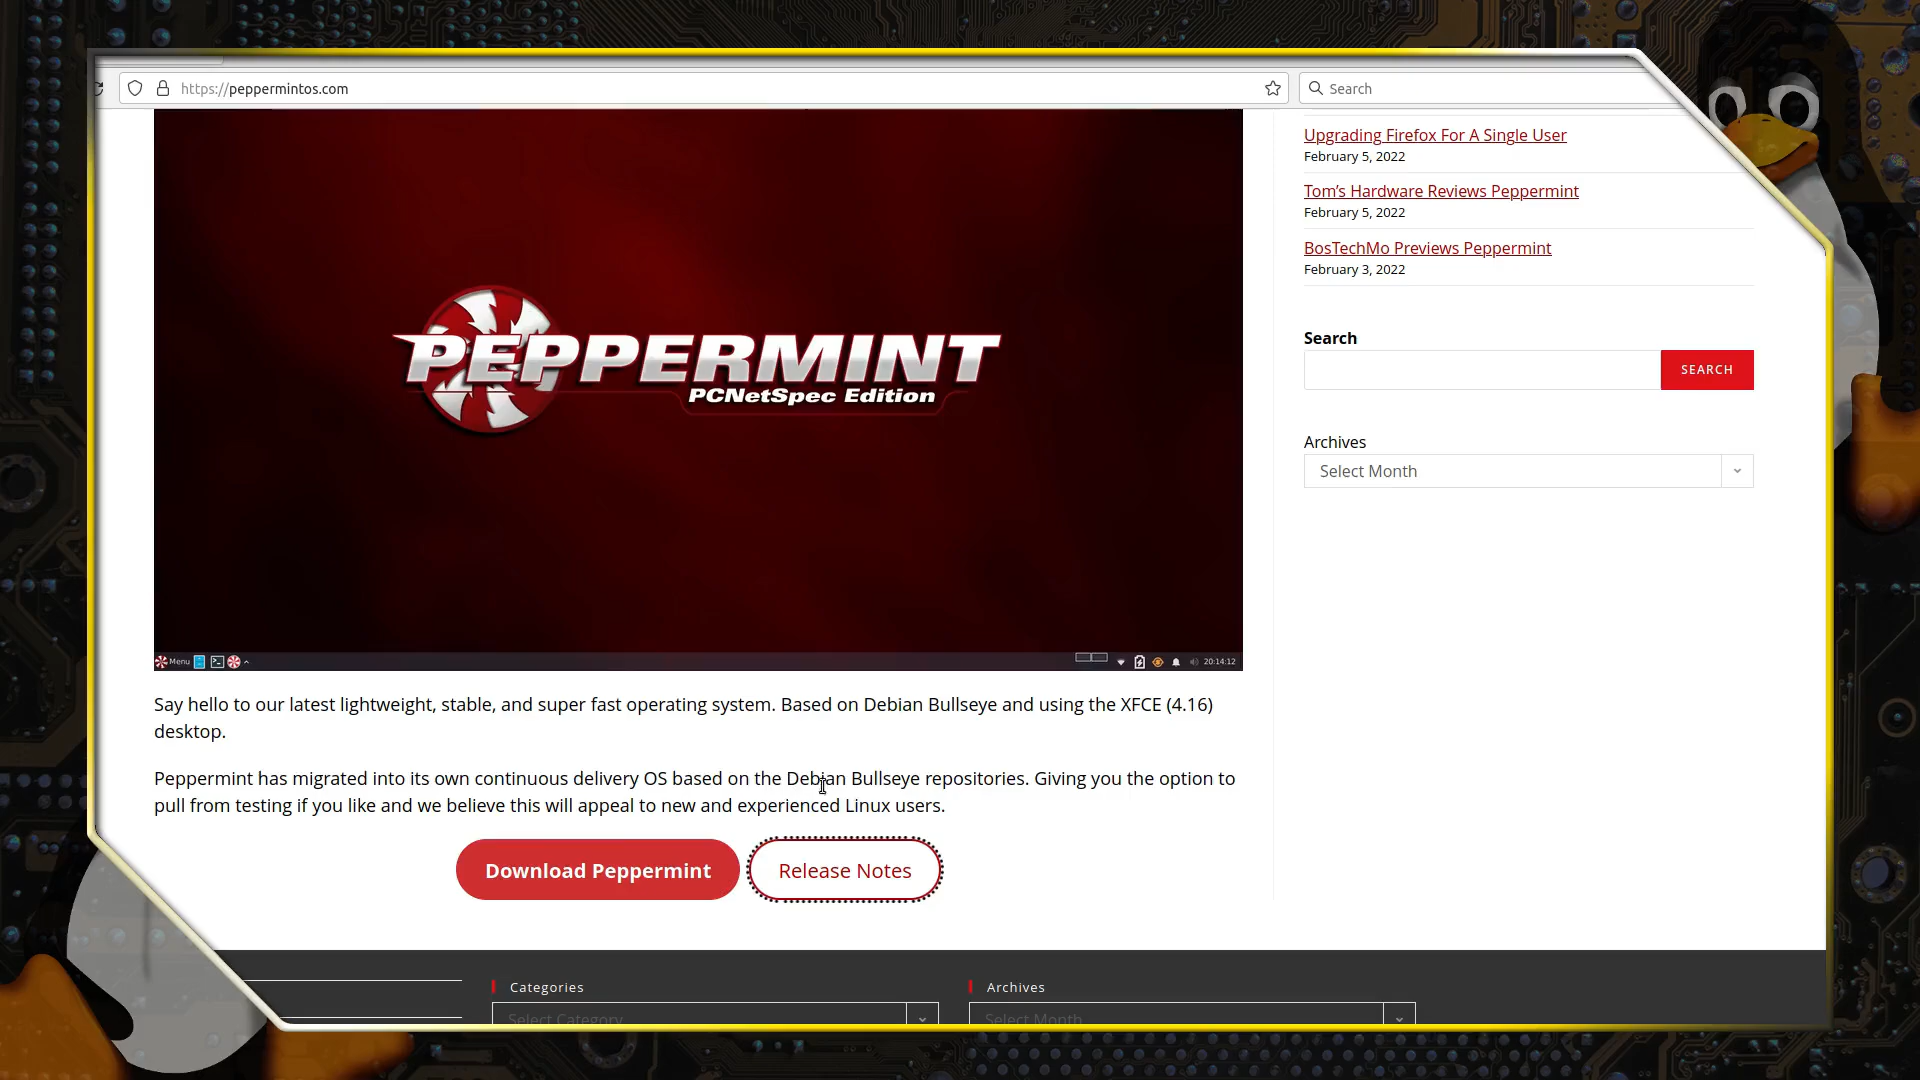 https://peppermintos.com
Search
Upgrading Firefox For A Single User
February 5, 2022
Tom's Hardware Reviews Peppermint
February 5, 2022
BosTechMo Previews Peppermint
February 3, 2022
Search
SEARCH
Archives
Select Month
PEPPERMINT
PCNetSpec Edition
Menu
20:14:12
Say hello to our latest lightweight, stable, and super fast operating system. Based on Debian Bullseye and using the XFCE (4.16)
desktop.
Peppermint has migrated into its own continuous delivery OS based on the Debian Bullseye repositories. Giving you the option to
pull from testing if you like and we believe this will appeal to new and experienced Linux users.
Download Peppermint
Release Notes
Categories
Select Category
Archives
Select Month